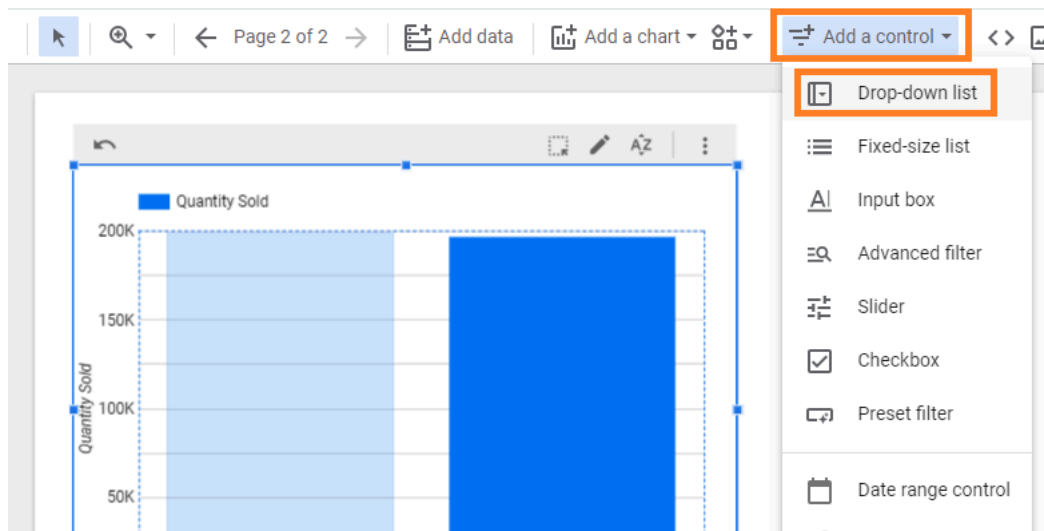 Page 2 of 2 Add data Add a chart Add a control
Drop-down list
Fixed-size list
Input box
Advanced filter
Slider
Checkbox
Preset filter
Date range control
Quantity Sold
200K
150K
100K
50K
Quantity Sold